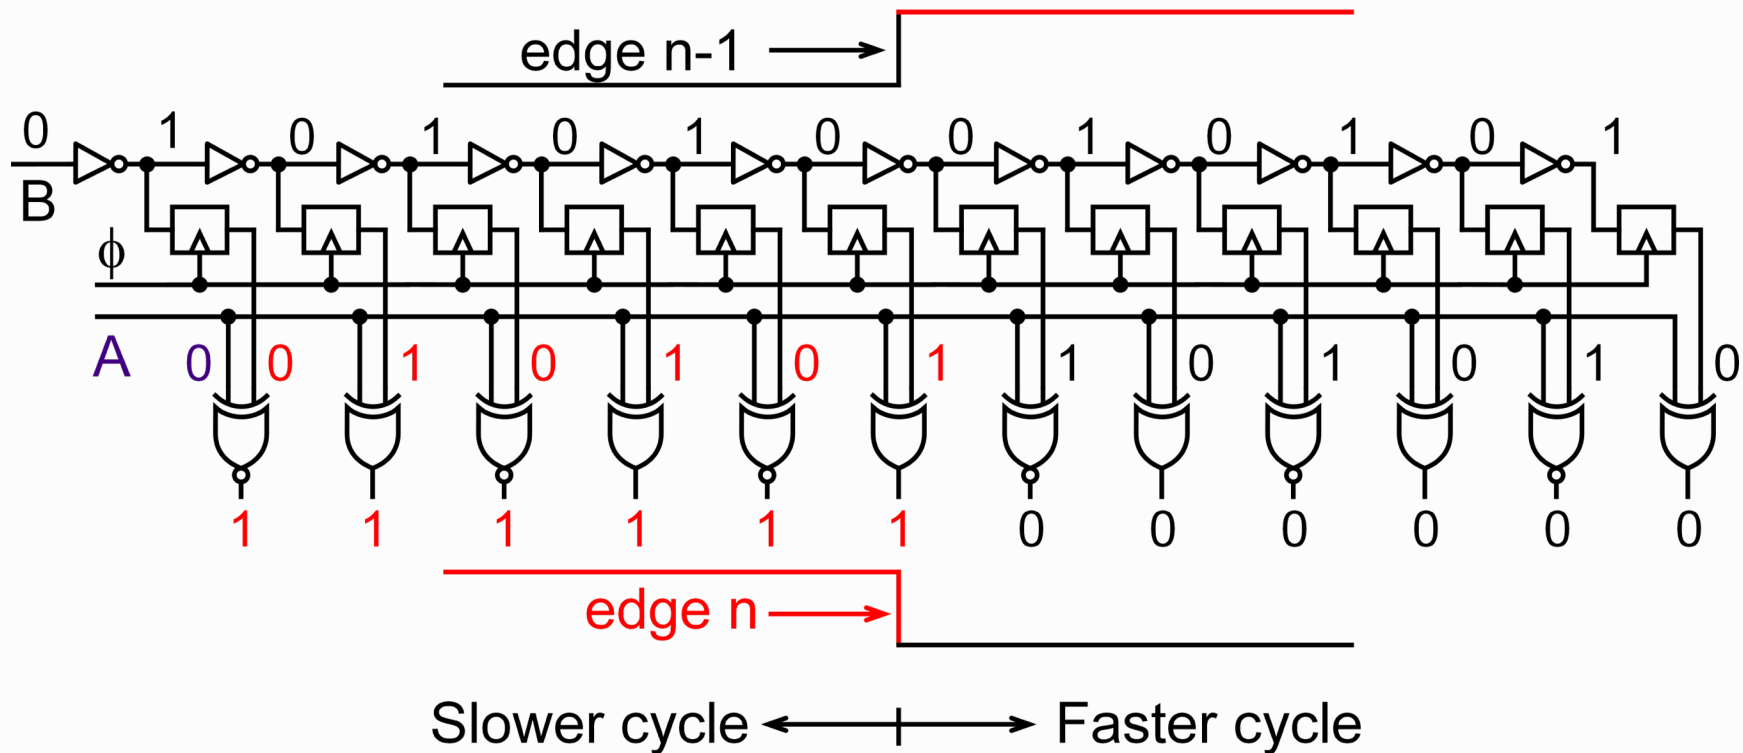 edge n-1
0 1 0 1 0 1 0 0 1 0 1 0 1
B
ϕ
A 0 0 1 0 1 0 1 1 0 1 0 1 0
1 1 1 1 1 1 0 0 0 0 0 0
edge n
Slower cycle Faster cycle